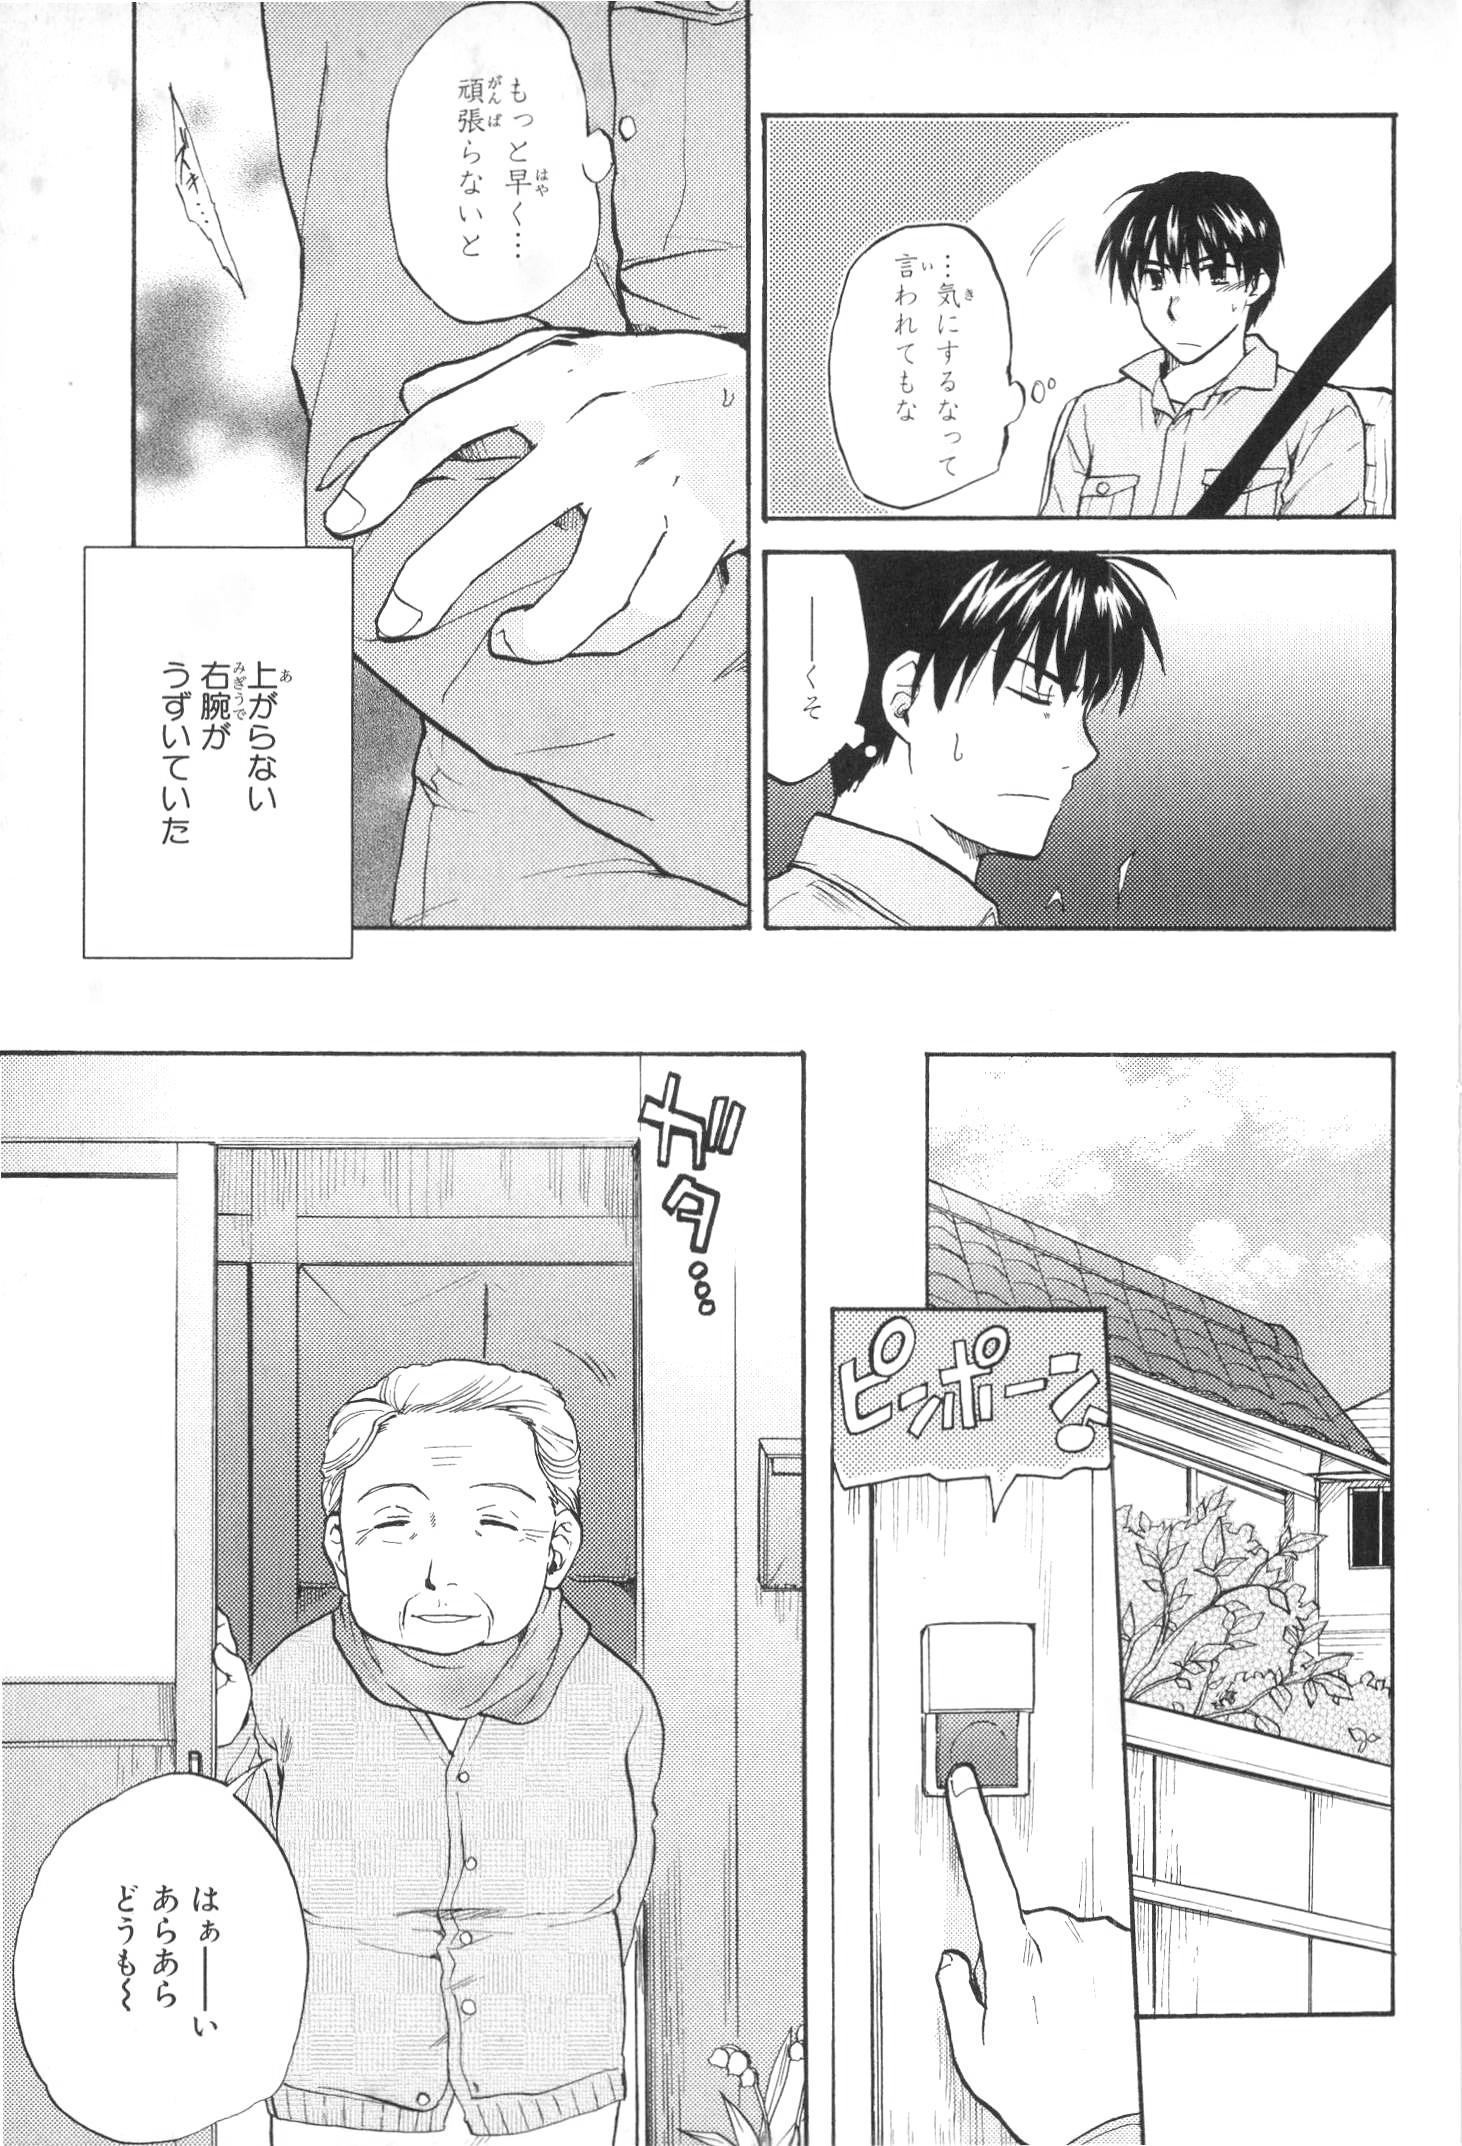 …気にするなって
言われてもな
――くそ
もっと早く…
頑張らないと
ズキ……
上がらない
右腕が
うずいていた
ピンポーン♪
ガタ…
はぁ――い
あらあら
どうも～